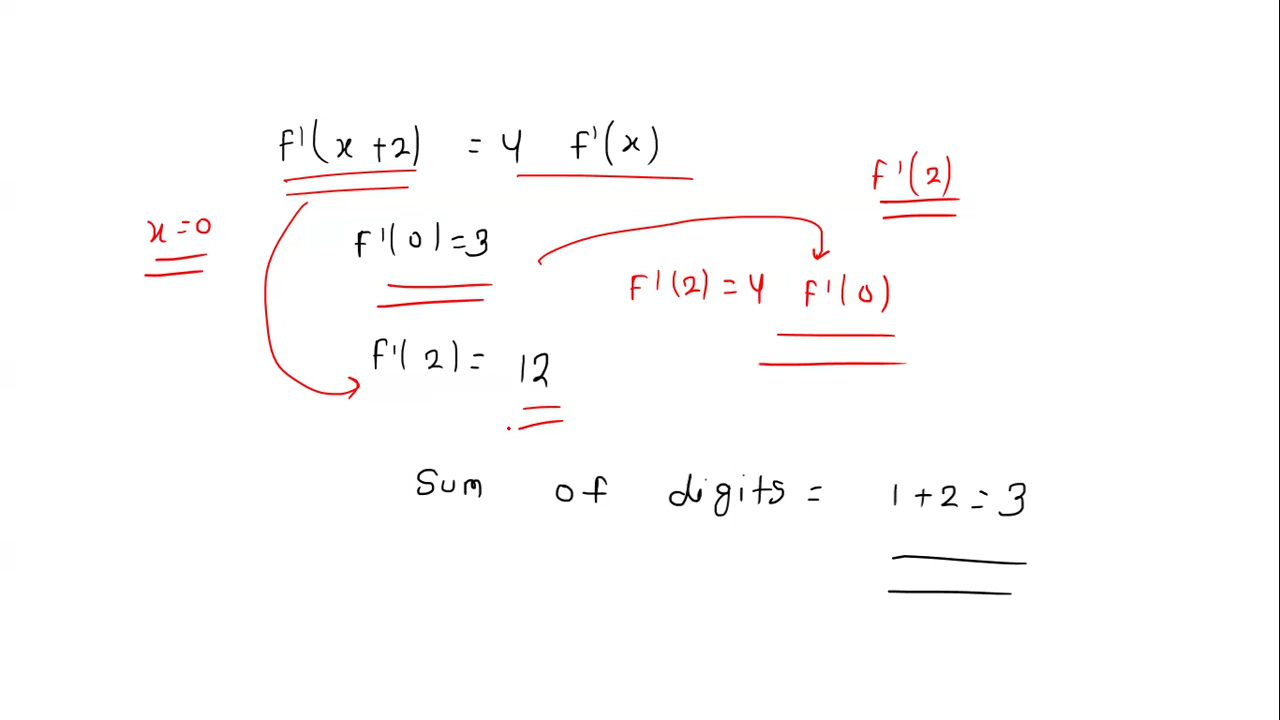 f'(x+2) = 4 f'(x)
f'(2)
x=0
f'(0)=3
f'(2)=4 f'(0)
f'(2)= 12
Sum of digits = 1+2=3